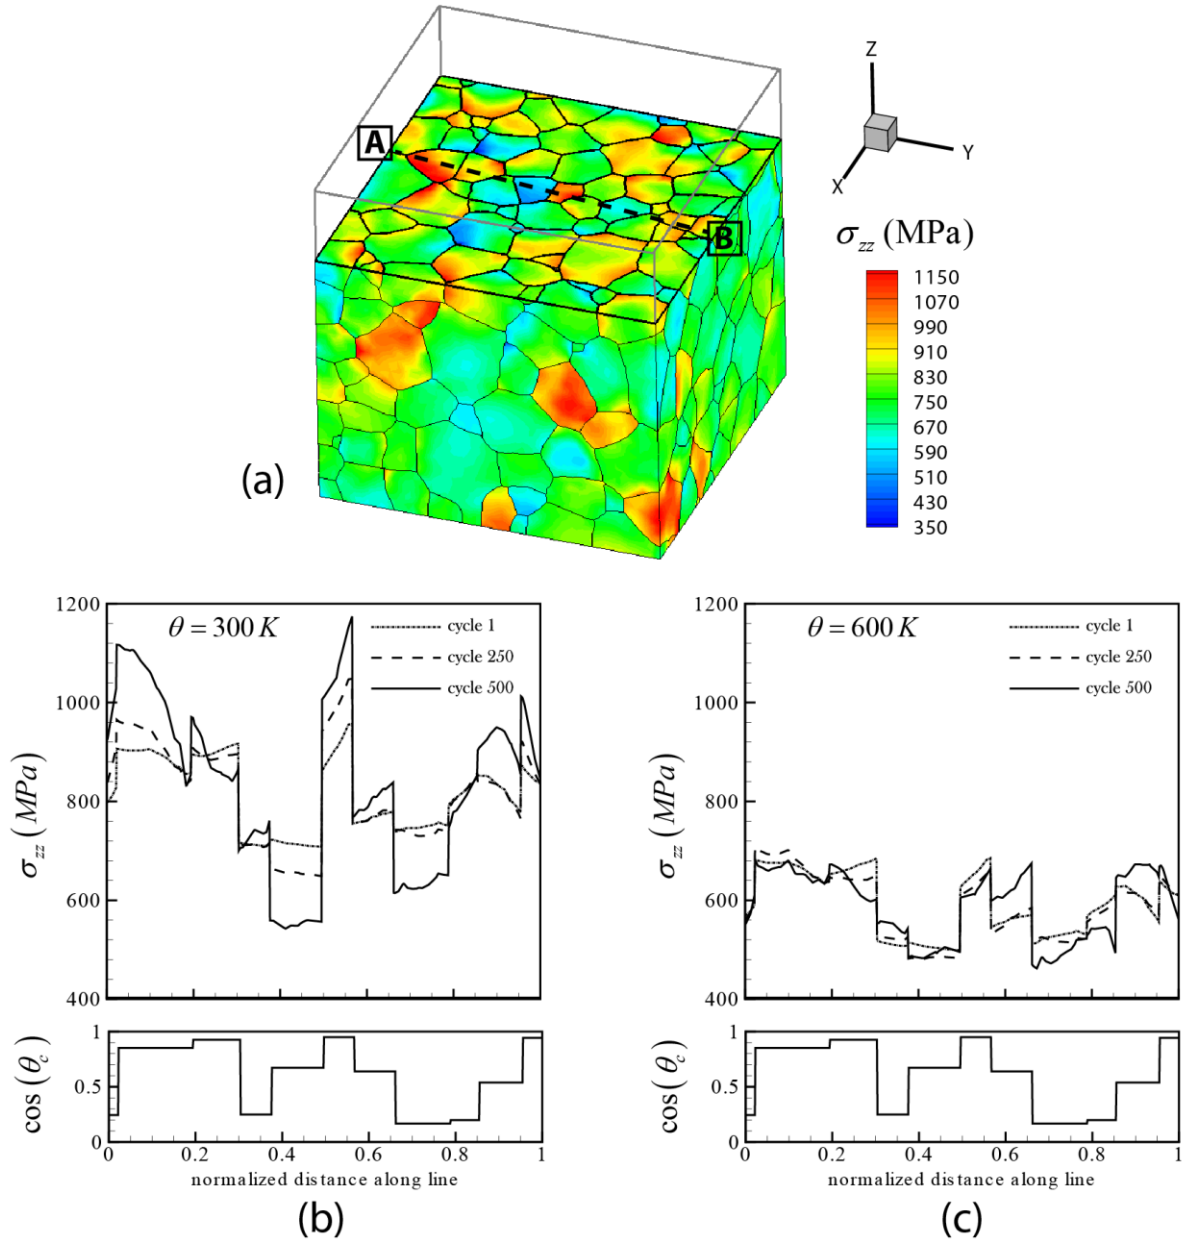 Z
A
Y
X
B
σzz (MPa)
1150
1070
990
910
830
750
670
590
510
430
350
(a)
1200
1000
800
600
400
σzz (MPa)
θ = 300 K
cycle 1
cycle 250
cycle 500
1
0.5
0
cos (θc)
0 0.2 0.4 0.6 0.8 1
normalized distance along line
(b)
1200
1000
800
600
400
σzz (MPa)
θ = 600 K
cycle 1
cycle 250
cycle 500
1
0.5
0
cos (θc)
0 0.2 0.4 0.6 0.8 1
normalized distance along line
(c)